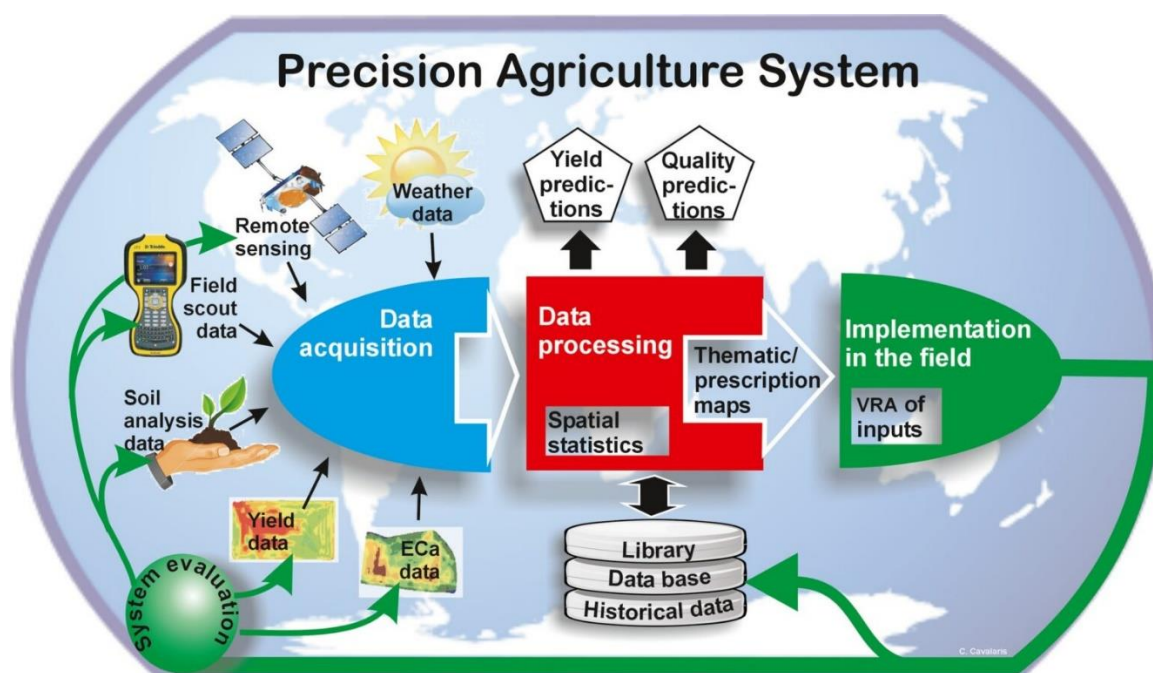 Precision Agriculture System
Remote
sensing
Weather
data
Yield
predic-
tions
Quality
predic-
tions
Field
scout
data
Data
acquisition
Data
processing
Thematic/
prescription
maps
Implementation
in the field
VRA of
inputs
Spatial
statistics
Soil
analysis
data
Yield
data
ECa
data
Library
Data base
Historical data
System evaluation
C. Cavalaris